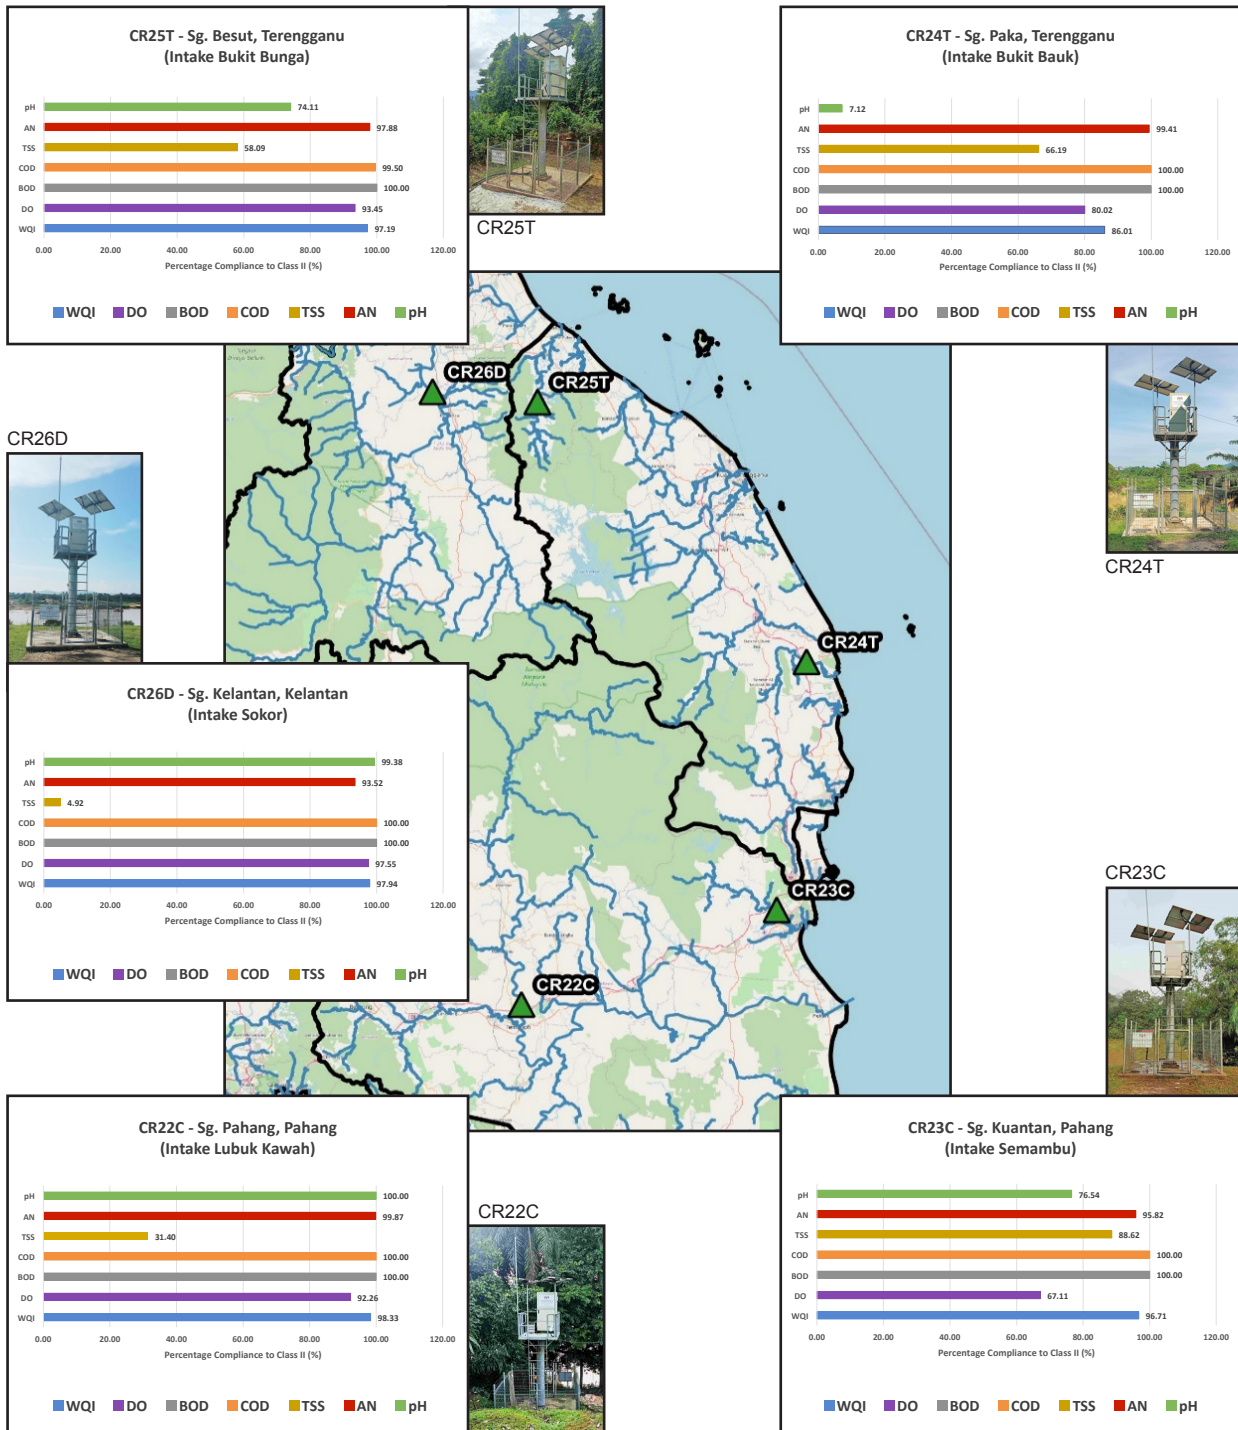 CR25T - Sg. Besut, Terengganu
(Intake Bukit Bunga)
pH
74.11
AN
97.88
TSS
58.09
COD
99.50
BOD
100.00
DO
93.45
WQI
97.19
0.00 20.00 40.00 60.00 80.00 100.00 120.00
Percentage Compliance to Class II (%)
WQI DO BOD COD TSS AN pH
CR25T
CR24T - Sg. Paka, Terengganu
(Intake Bukit Bauk)
pH
7.12
AN
99.41
TSS
66.19
COD
100.00
BOD
100.00
DO
80.02
WQI
86.01
0.00 20.00 40.00 60.00 80.00 100.00 120.00
Percentage Compliance to Class II (%)
WQI DO BOD COD TSS AN pH
CR26D
CR25T
CR24T
CR23C
CR22C
CR26D
CR24T
CR26D - Sg. Kelantan, Kelantan
(Intake Sokor)
pH
99.38
AN
93.52
TSS
4.92
COD
100.00
BOD
100.00
DO
97.55
WQI
97.94
0.00 20.00 40.00 60.00 80.00 100.00 120.00
Percentage Compliance to Class II (%)
WQI DO BOD COD TSS AN pH
CR23C
CR22C - Sg. Pahang, Pahang
(Intake Lubuk Kawah)
pH
100.00
AN
99.87
TSS
31.40
COD
100.00
BOD
100.00
DO
92.26
WQI
98.33
0.00 20.00 40.00 60.00 80.00 100.00 120.00
Percentage Compliance to Class II (%)
WQI DO BOD COD TSS AN pH
CR22C
CR23C - Sg. Kuantan, Pahang
(Intake Semambu)
pH
76.54
AN
95.82
TSS
88.62
COD
100.00
BOD
100.00
DO
67.11
WQI
96.71
0.00 20.00 40.00 60.00 80.00 100.00 120.00
Percentage Compliance to Class II (%)
WQI DO BOD COD TSS AN pH